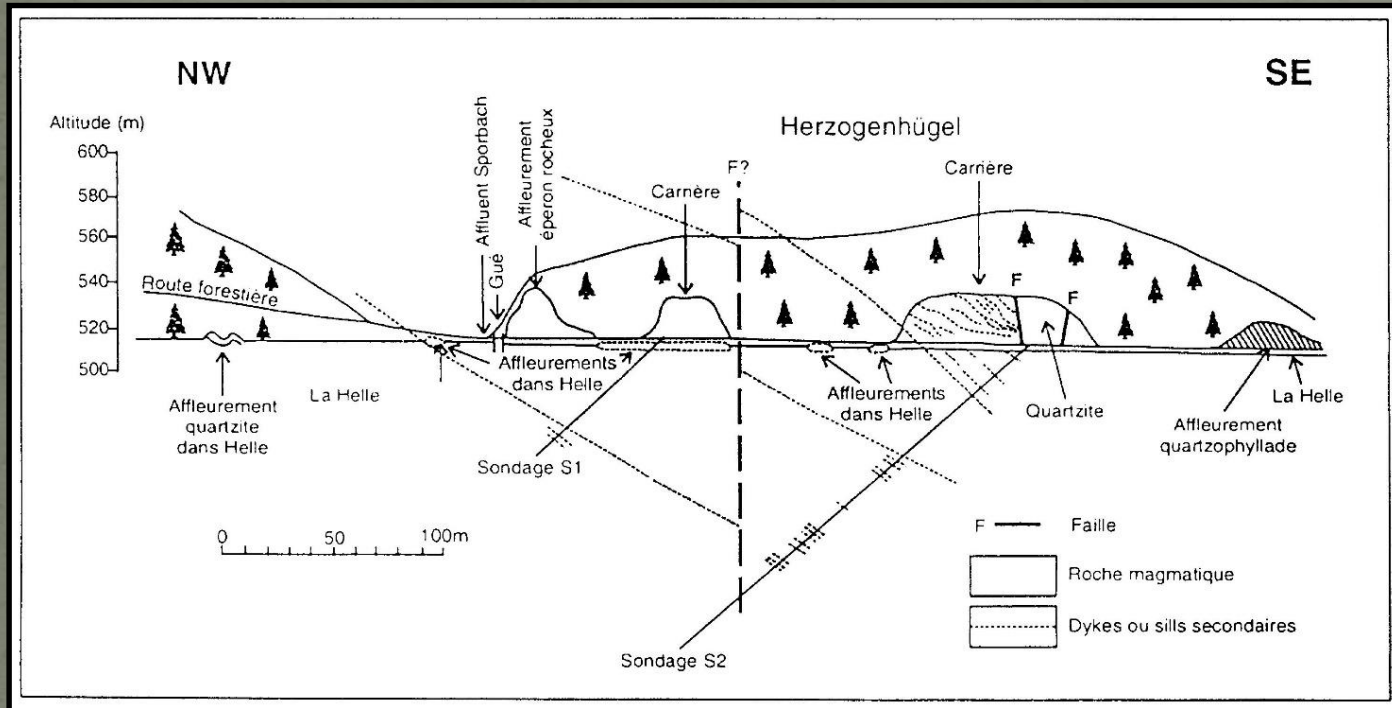 NW
SE
Altitude (m)
600
580
560
540
520
500
Affluent Sporbach
Gué
Affleurement
éperon rocheux
Carrière
F?
Herzogenhügel
Carrière
F
F
Route forestière
Affleurement
quartzite
dans Helle
La Helle
Affleurements
dans Helle
Sondage S1
Affleurements
dans Helle
Quartzite
La Helle
Affleurement
quartzophyllade
Sondage S2
0 50 100m
F Faille
Roche magmatique
Dykes ou sills secondaires